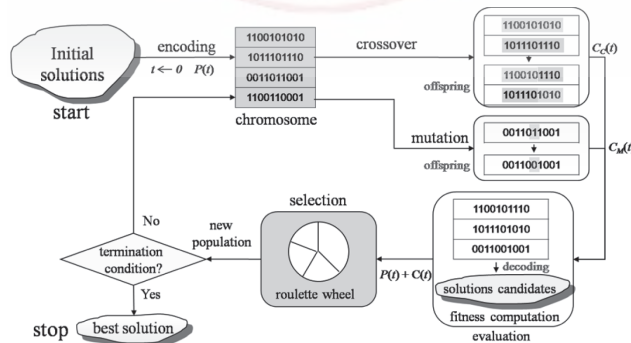 Initial
solutions
start
encoding
t ← 0 P(t)
1100101010
1011101110
0011011001
1100110001
chromosome
crossover
1100101010
1011101110
offspring
1100101110
1011101010
C_C(t)
mutation
0011011001
offspring
0011001001
C_M(t
1100101110
1011101010
0011001001
decoding
solutions candidates
fitness computation
evaluation
P(t) + C(t)
selection
roulette wheel
new
population
termination
condition?
No
Yes
stop
best solution